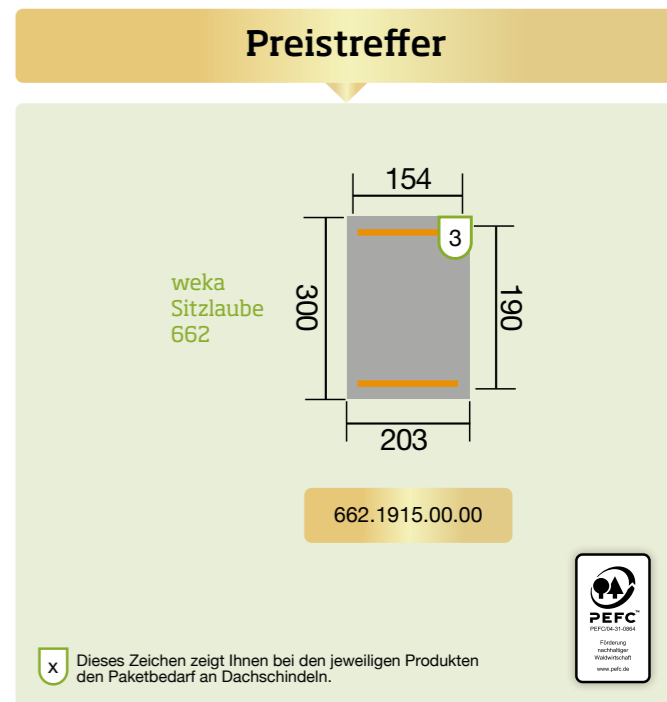 Preistreffer
154
3
weka
Sitzlaube
662
300
190
203
662.1915.00.00
PEFC™
PEFC/04-31-0864
Förderung
nachhaltiger
Waldwirtschaft
www.pefc.de
x
Dieses Zeichen zeigt Ihnen bei den jeweiligen Produkten
den Paketbedarf an Dachschindeln.